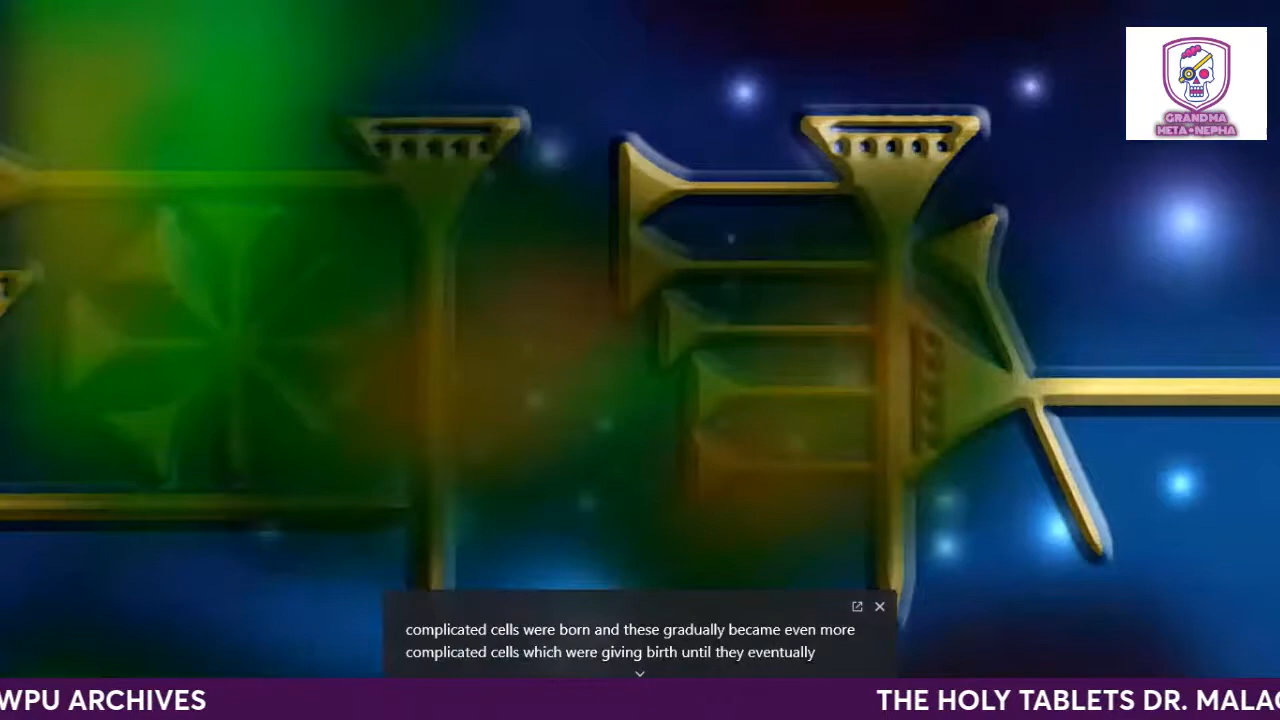 GRANDMA
META•NEPHA
complicated cells were born and these gradually became even more
complicated cells which were giving birth until they eventually
WPU ARCHIVES
THE HOLY TABLETS DR. MALAC